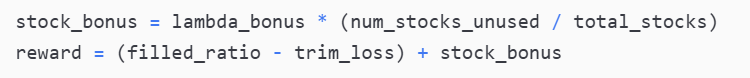 stock_bonus = lambda_bonus * (num_stocks_unused / total_stocks)
reward = (filled_ratio - trim_loss) + stock_bonus